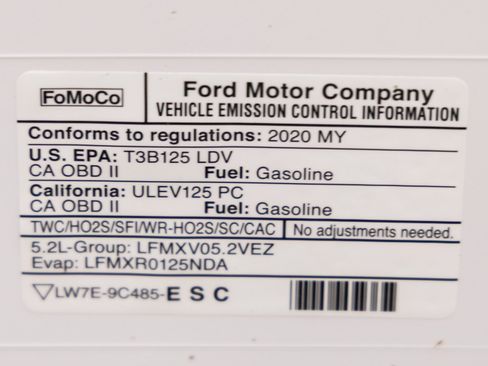 FoMoCo
Ford Motor Company
VEHICLE EMISSION CONTROL INFORMATION
Conforms to regulations: 2020 MY
U.S. EPA: T3B125 LDV
CA OBD II Fuel: Gasoline
California: ULEV125 PC
CA OBD II Fuel: Gasoline
TWC/HO2S/SFI/WR-HO2S/SC/CAC No adjustments needed.
5.2L-Group: LFMXV05.2VEZ
Evap: LFMXR0125NDA
▽LW7E-9C485-E S C